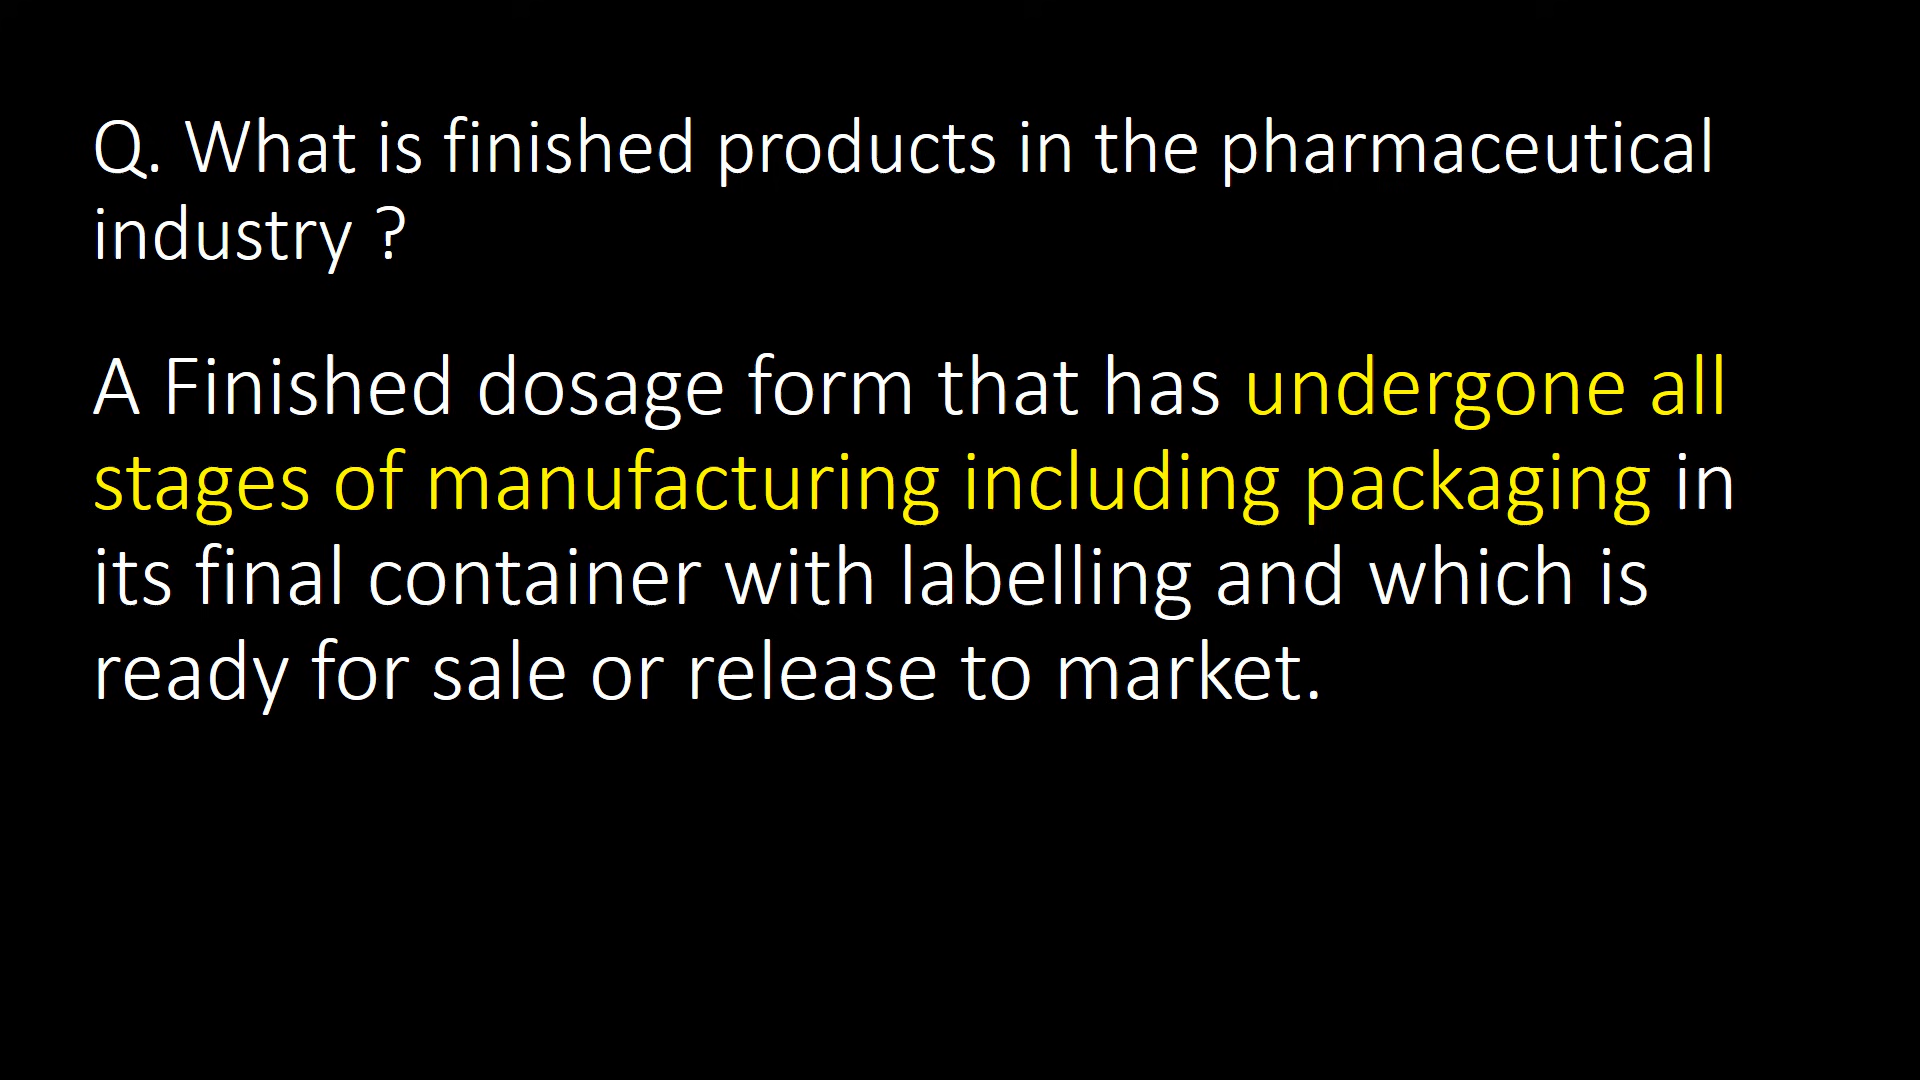 Q. What is finished products in the pharmaceutical
industry ?
A Finished dosage form that has undergone all
stages of manufacturing including packaging in
its final container with labelling and which is
ready for sale or release to market.